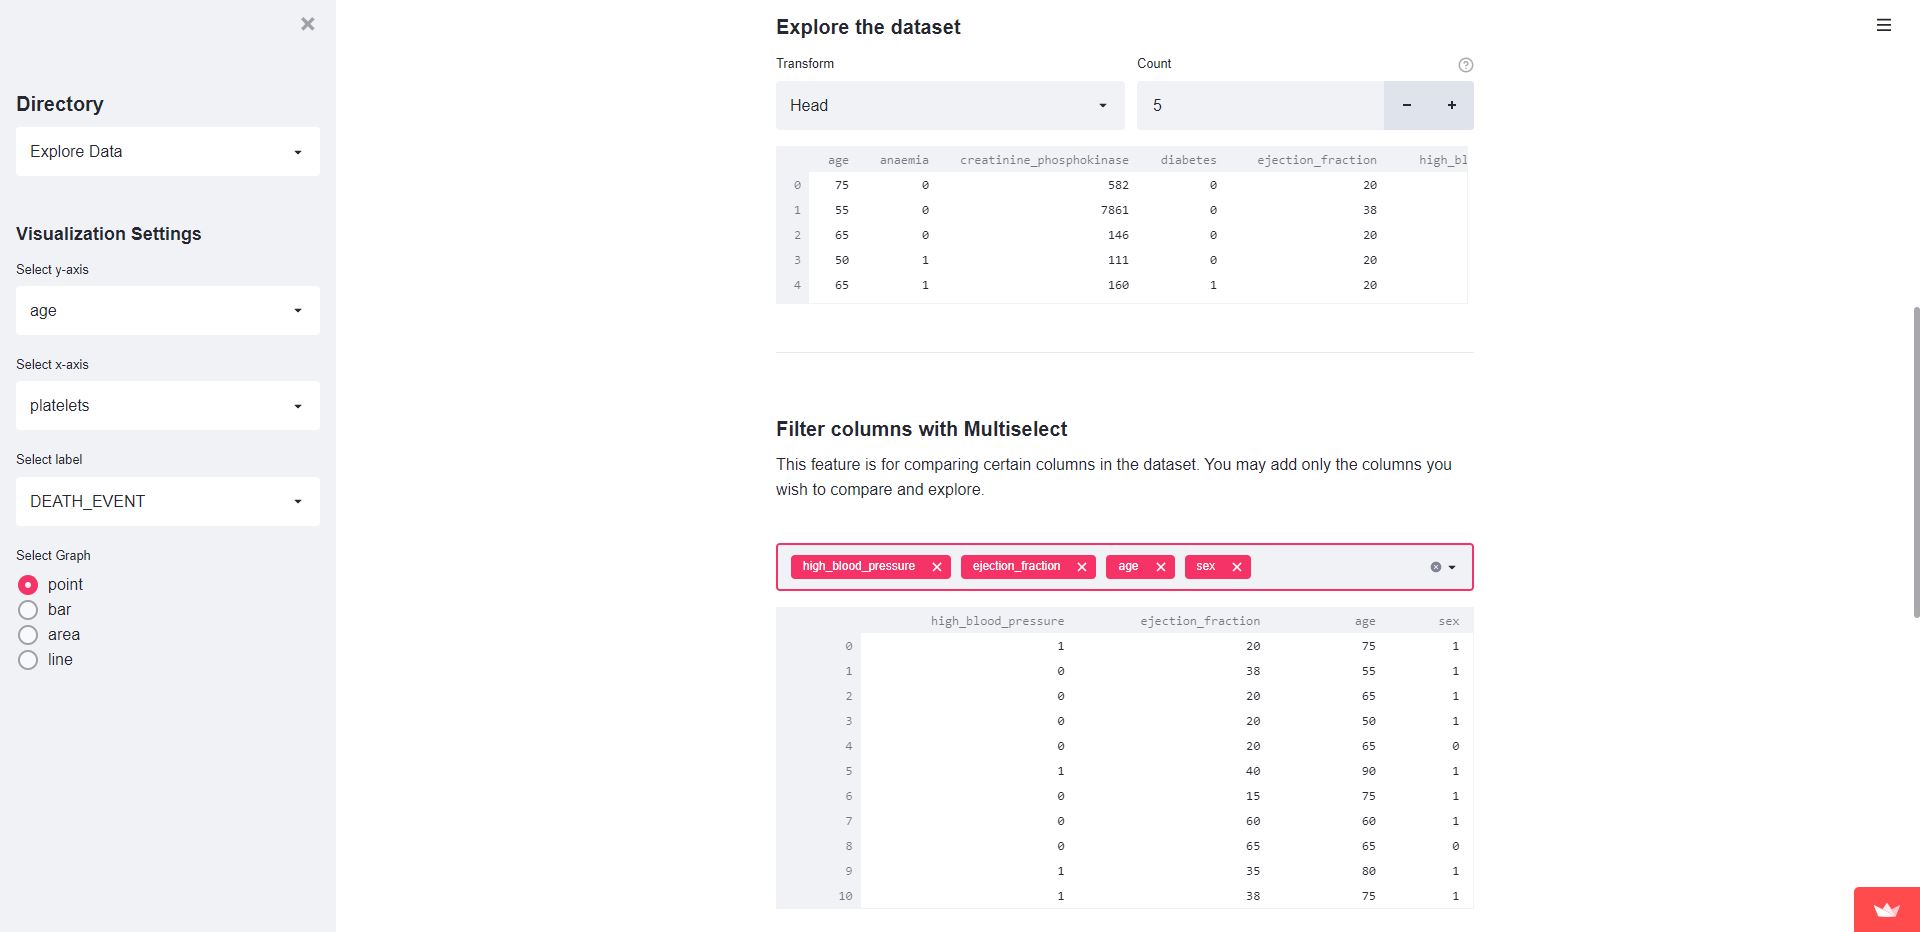 Directory
Explore Data
Visualization Settings
Select y-axis
age
Select x-axis
platelets
Select label
DEATH_EVENT
Select Graph
point
bar
area
line
Explore the dataset
Transform Count
Head 5
age anaemia creatinine_phosphokinase diabetes ejection_fraction high_bl
0 75 0 582 0 20
1 55 0 7861 0 38
2 65 0 146 0 20
3 50 1 111 0 20
4 65 1 160 1 20
Filter columns with Multiselect
This feature is for comparing certain columns in the dataset. You may add only the columns you
wish to compare and explore.
high_blood_pressure ejection_fraction age sex
high_blood_pressure ejection_fraction age sex
0 1 20 75 1
1 0 38 55 1
2 0 20 65 1
3 0 20 50 1
4 0 20 65 0
5 1 40 90 1
6 0 15 75 1
7 0 60 60 1
8 0 65 65 0
9 1 35 80 1
10 1 38 75 1